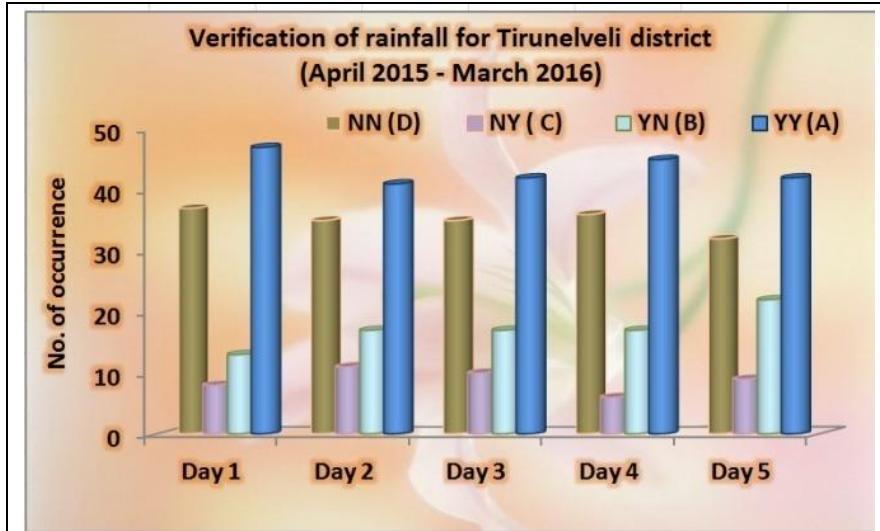 Verification of rainfall for Tirunelveli district
(April 2015 - March 2016)
NN (D) NY ( C) YN (B) YY (A)
No. of occurrence
50
40
30
20
10
0
Day 1 Day 2 Day 3 Day 4 Day 5